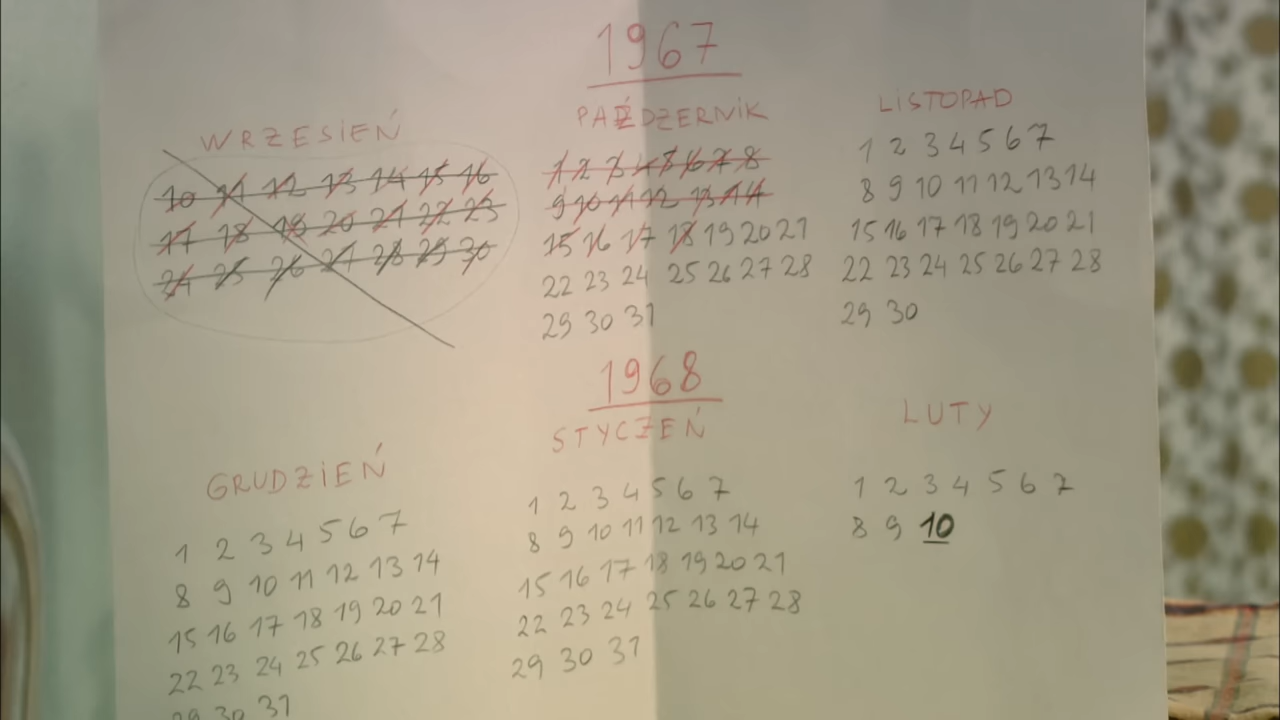 1967
WRZESIEŃ
10 11 12 13 14 15 16
17 18 19 20 21 22 23
24 25 26 27 28 29 30
PAŹDZERNIK
1 2 3 4 5 6 7 8
9 10 11 12 13 14
15 16 17 18 19 20 21
22 23 24 25 26 27 28
29 30 31
LISTOPAD
1 2 3 4 5 6 7
8 9 10 11 12 13 14
15 16 17 18 19 20 21
22 23 24 25 26 27 28
29 30
1968
GRUDZIEŃ
1 2 3 4 5 6 7
8 9 10 11 12 13 14
15 16 17 18 19 20 21
22 23 24 25 26 27 28
29 30 31
STYCZEŃ
1 2 3 4 5 6 7
8 9 10 11 12 13 14
15 16 17 18 19 20 21
22 23 24 25 26 27 28
29 30 31
LUTY
1 2 3 4 5 6 7
8 9 10